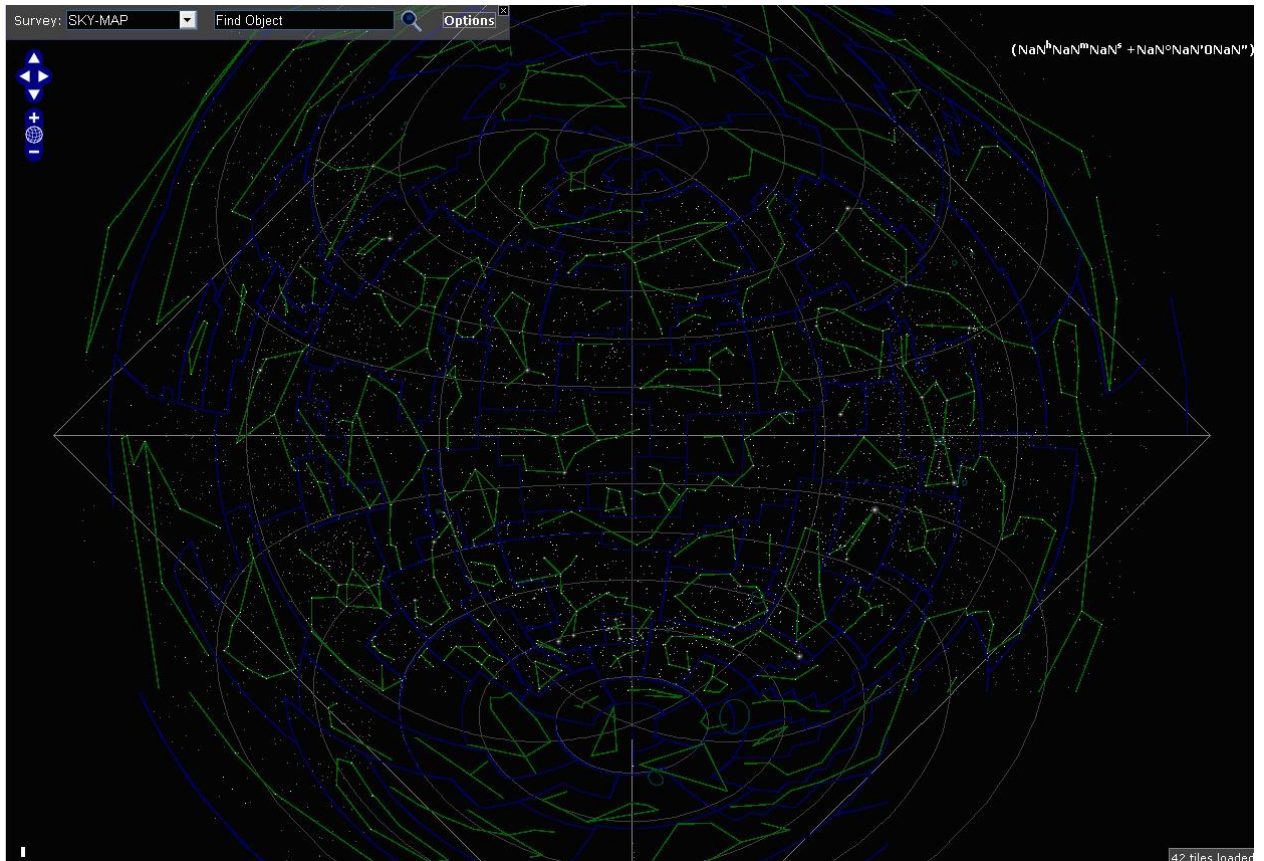 Survey: SKY-MAP Find Object Options
(NaNʰNaNᵐNaNˢ +NaN°NaN'0NaN")
42 tiles loaded